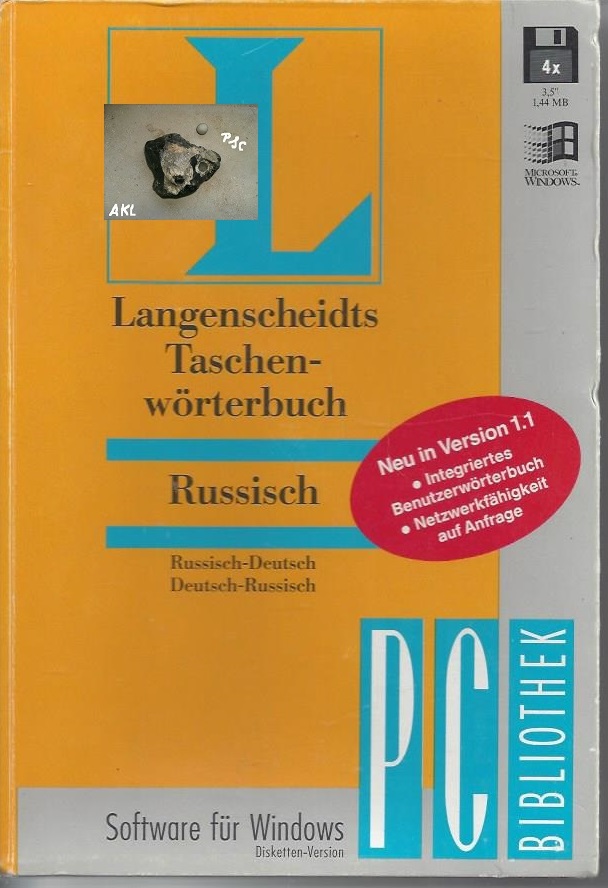 L
4x
3,5"
1,44 MB
MICROSOFT®
WINDOWS™
PSC
AKL
Langenscheidts
Taschen-
wörterbuch
Neu in Version 1.1
• Integriertes
Benutzerwörterbuch
• Netzwerkfähigkeit
auf Anfrage
Russisch
Russisch-Deutsch
Deutsch-Russisch
PC
BIBLIOTHEK
Software für Windows
Disketten-Version